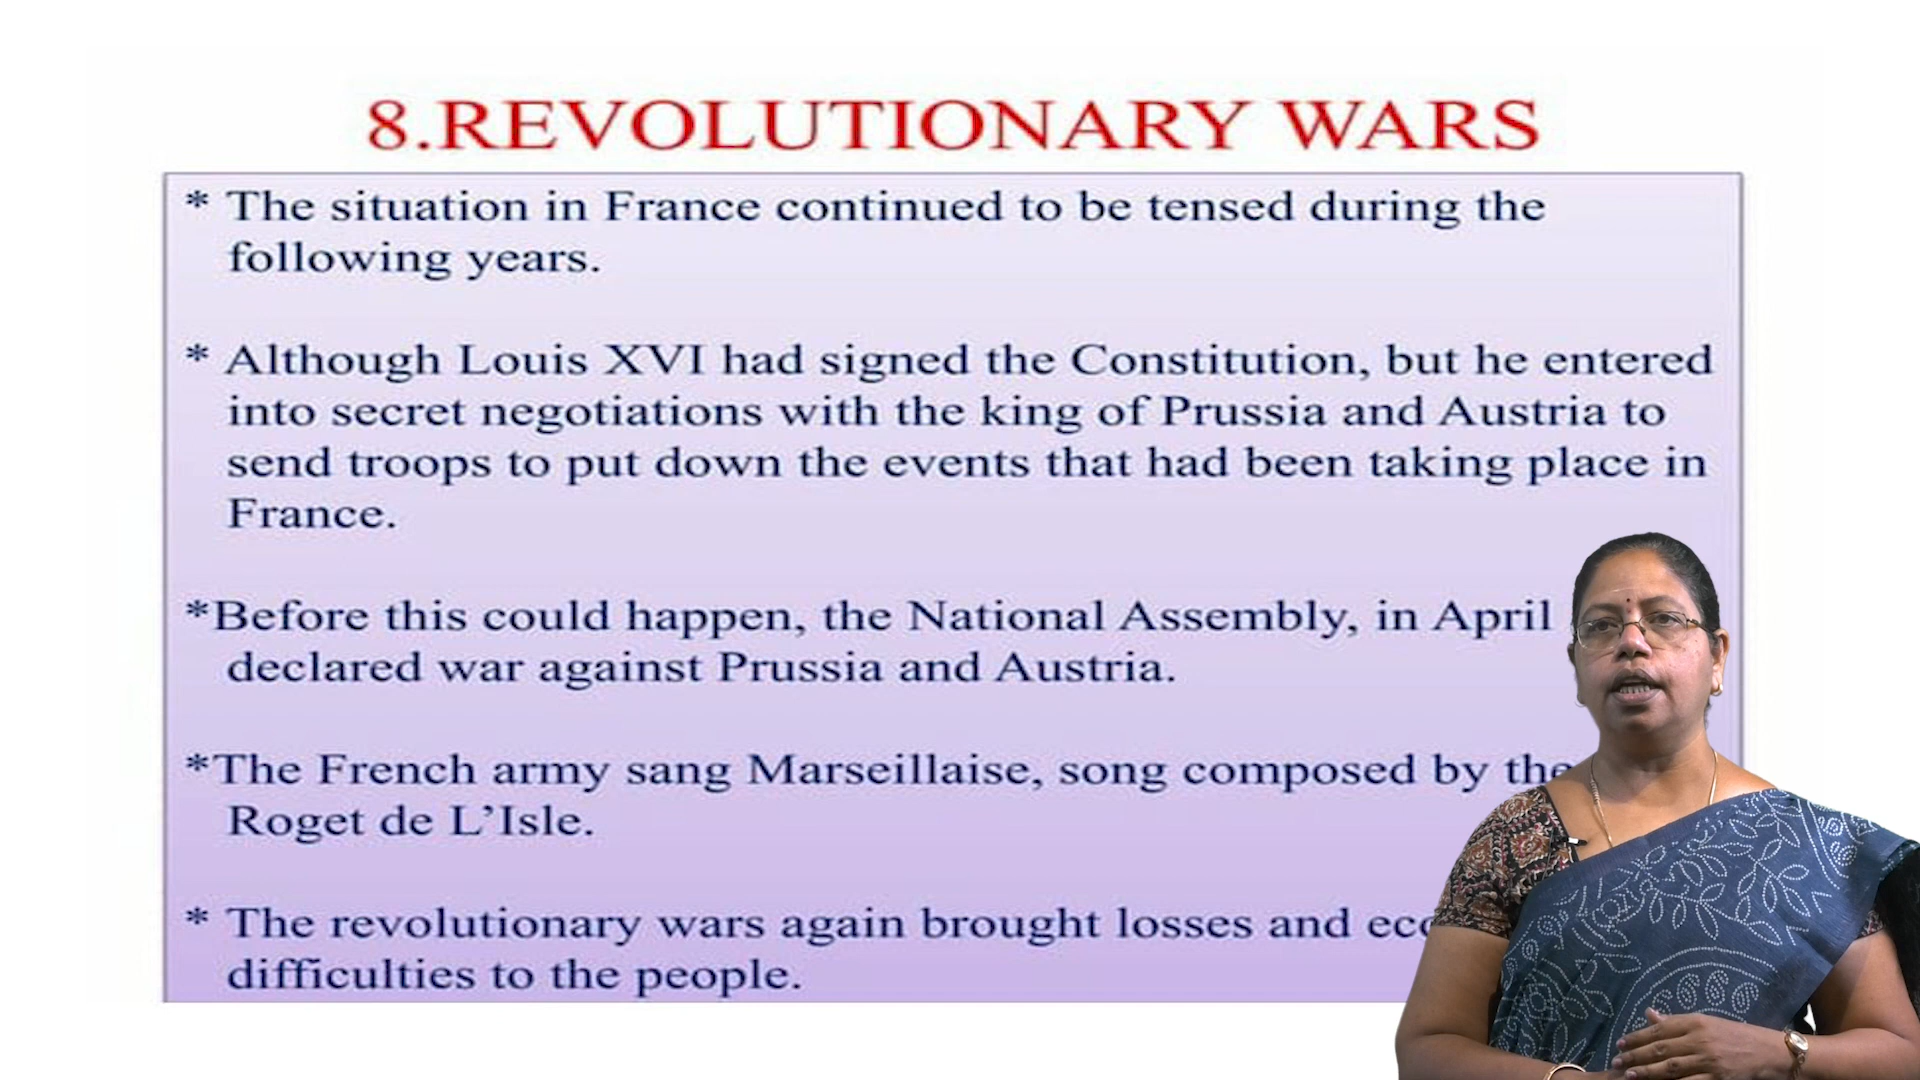 8.REVOLUTIONARY WARS
* The situation in France continued to be tensed during the
following years.
* Although Louis XVI had signed the Constitution, but he entered
into secret negotiations with the king of Prussia and Austria to
send troops to put down the events that had been taking place in
France.
*Before this could happen, the National Assembly, in April
declared war against Prussia and Austria.
*The French army sang Marseillaise, song composed by the
Roget de L’Isle.
* The revolutionary wars again brought losses and
difficulties to the people.